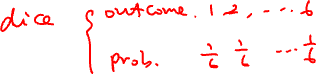 dice { outcome. 1 2, .... 6
prob. 1/6 1/6 ... 1/6